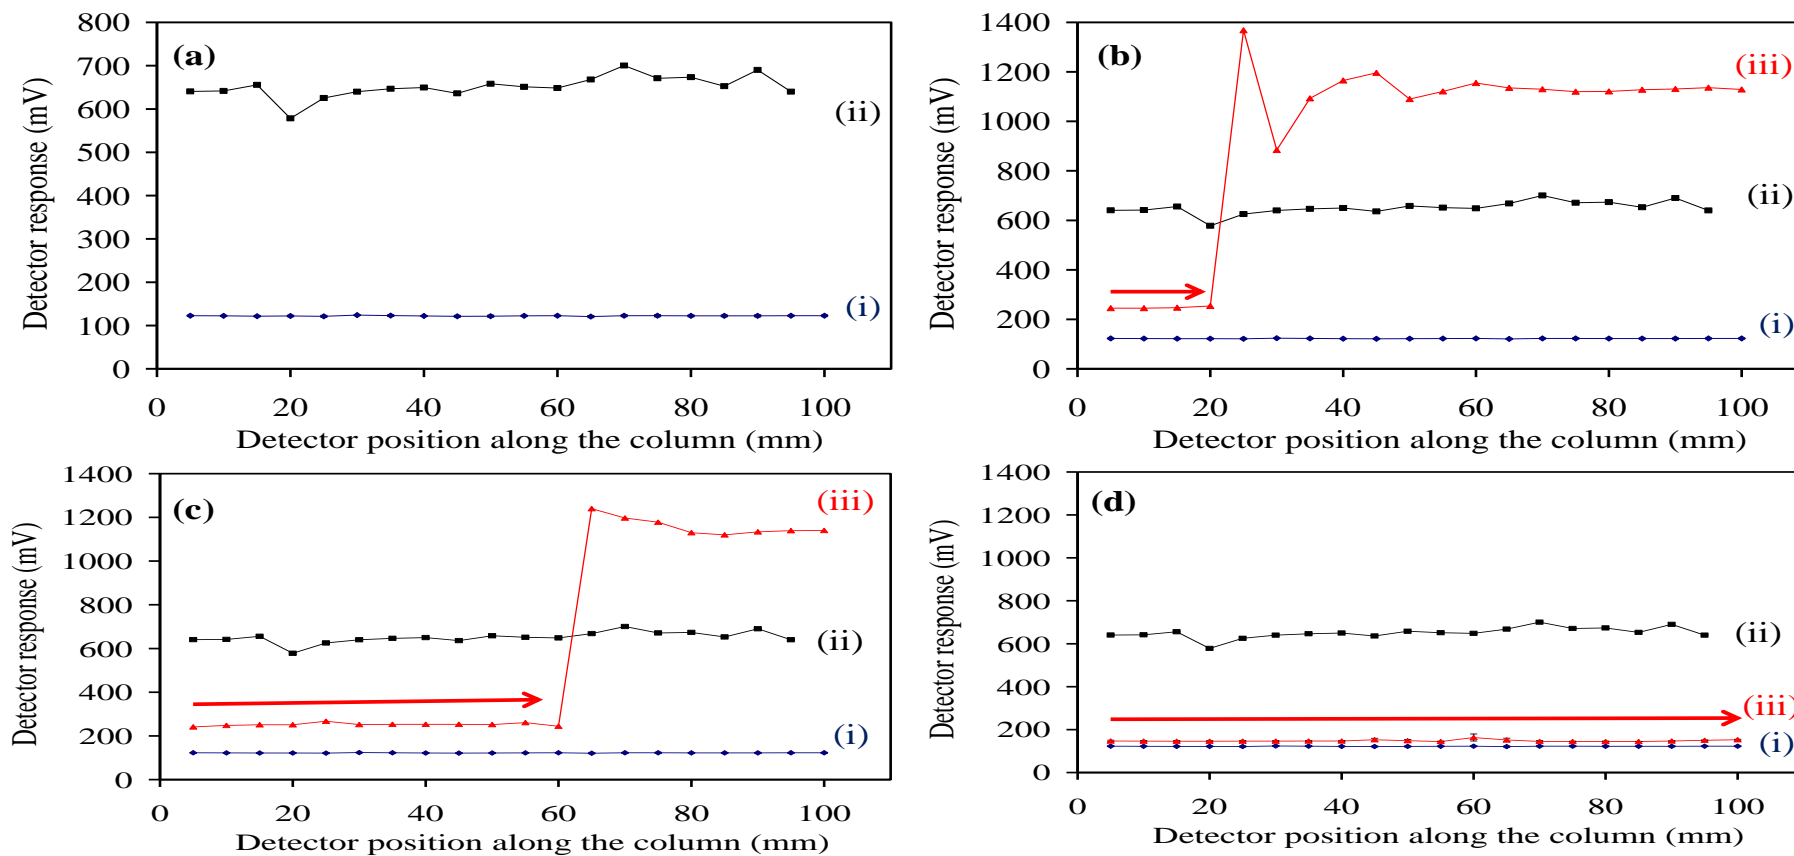 (a)
Detector response (mV)
800
700
600
500
400
300
200
100
0
(ii)
(i)
0 20 40 60 80 100
Detector position along the column (mm)
(b)
Detector response (mV)
1400
1200
1000
800
600
400
200
0
(iii)
(ii)
(i)
0 20 40 60 80 100
Detector position along the column (mm)
(c)
Detector response (mV)
1400
1200
1000
800
600
400
200
0
(iii)
(ii)
(i)
0 20 40 60 80 100
Detector position along the column (mm)
(d)
Detector response (mV)
1400
1200
1000
800
600
400
200
0
(ii)
(iii)
(i)
0 20 40 60 80 100
Detector position along the column (mm)